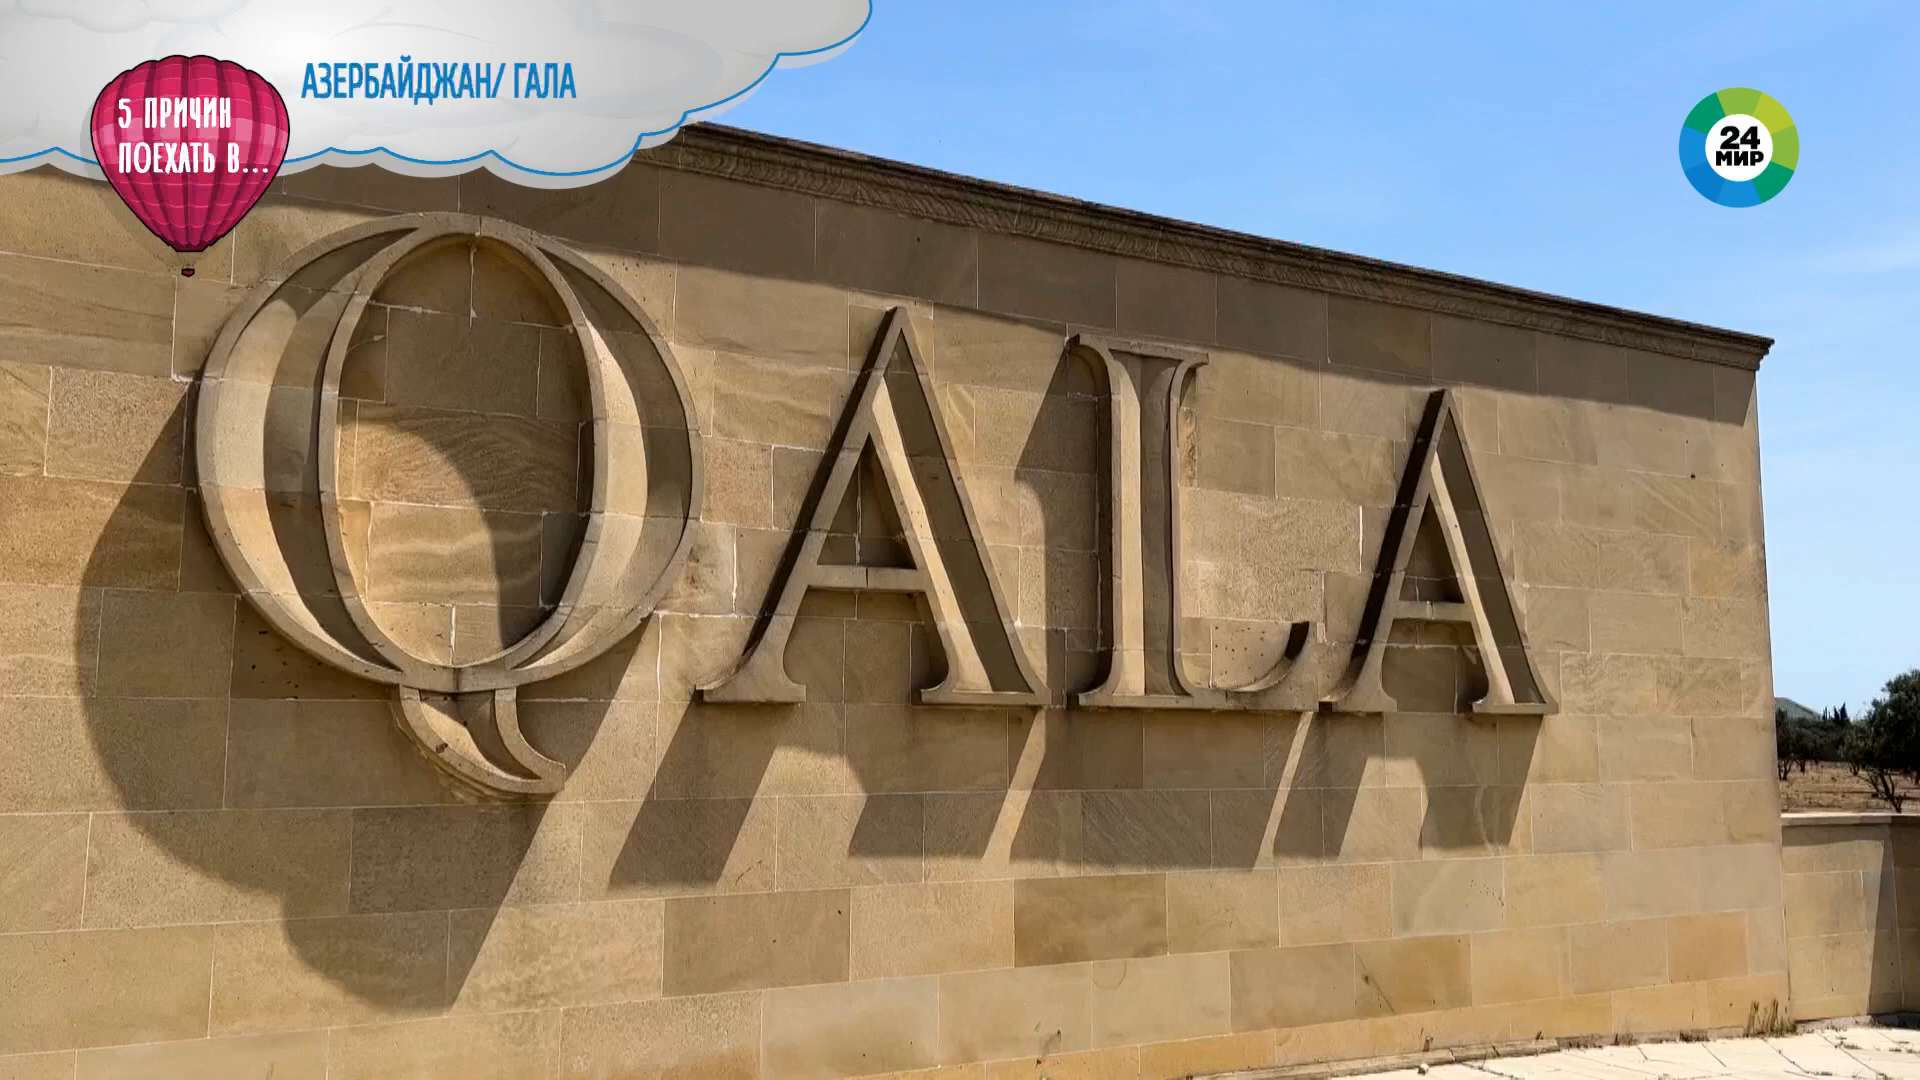 АЗЕРБАЙДЖАН/ ГАЛА
5 ПРИЧИН
ПОЕХАТЬ В...
24
МИР
QALA